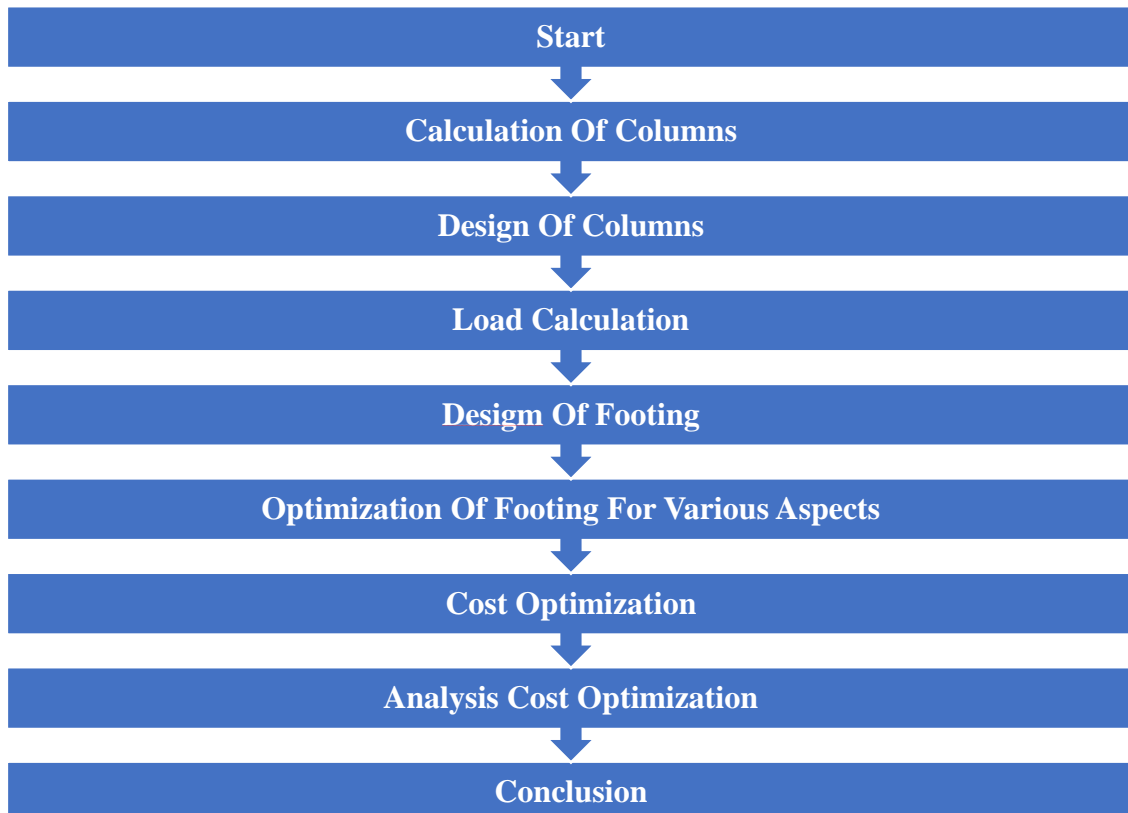 Start
Calculation Of Columns
Design Of Columns
Load Calculation
Desigm Of Footing
Optimization Of Footing For Various Aspects
Cost Optimization
Analysis Cost Optimization
Conclusion